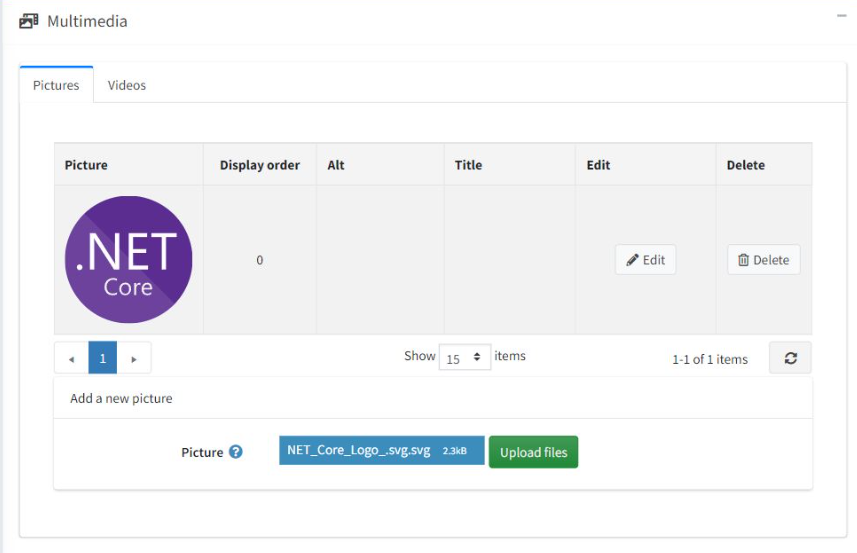 Multimedia
Pictures Videos
Picture Display order Alt Title Edit Delete
.NET
Core
0 Edit Delete
1 Show 15 items 1-1 of 1 items
Add a new picture
Picture ? NET_Core_Logo_.svg.svg 2.3kB Upload files